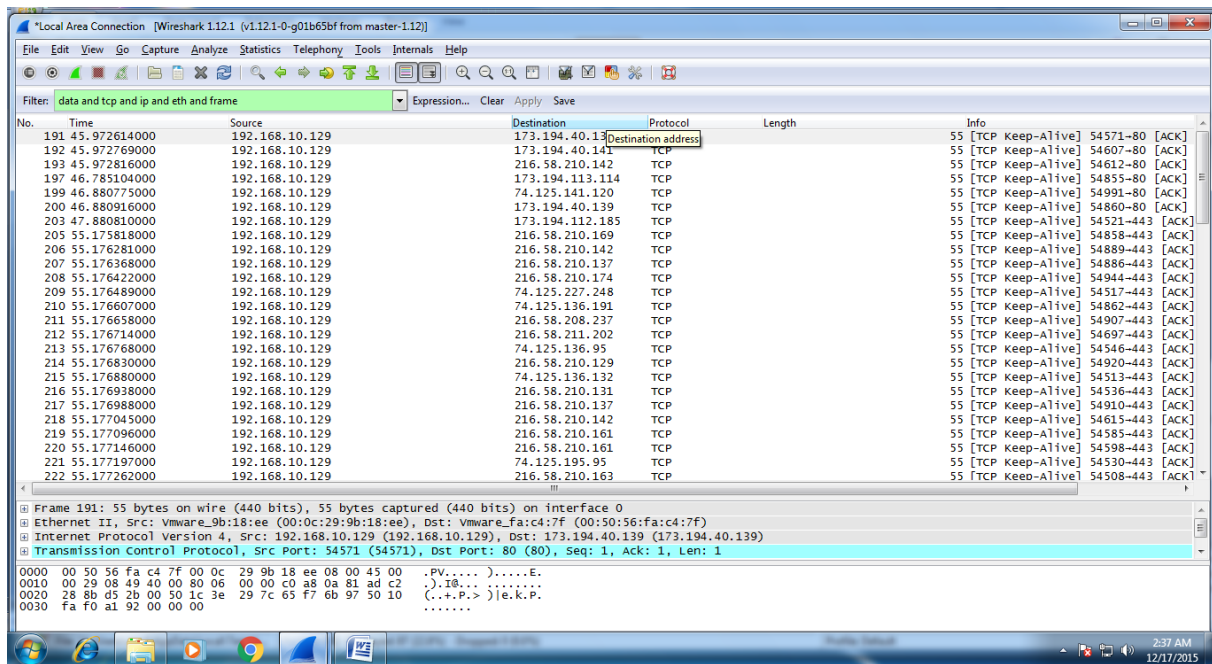 *Local Area Connection [Wireshark 1.12.1 (v1.12.1-0-g01b65bf from master-1.12)]
File Edit View Go Capture Analyze Statistics Telephony Tools Internals Help
Filter: data and tcp and ip and eth and frame Expression... Clear Apply Save
No. Time Source Destination Protocol Length Info
191 45.972614000 192.168.10.129 173.194.40.13 55 [TCP Keep-Alive] 54571→80 [ACK]
Destination address
192 45.972769000 192.168.10.129 173.194.40.141 TCP 55 [TCP Keep-Alive] 54607→80 [ACK]
193 45.972816000 192.168.10.129 216.58.210.142 TCP 55 [TCP Keep-Alive] 54612→80 [ACK]
197 46.785104000 192.168.10.129 173.194.113.114 TCP 55 [TCP Keep-Alive] 54855→80 [ACK]
199 46.880775000 192.168.10.129 74.125.141.120 TCP 55 [TCP Keep-Alive] 54991→80 [ACK]
200 46.880916000 192.168.10.129 173.194.40.139 TCP 55 [TCP Keep-Alive] 54860→80 [ACK]
203 47.880810000 192.168.10.129 173.194.112.185 TCP 55 [TCP Keep-Alive] 54521→443 [ACK]
205 55.175818000 192.168.10.129 216.58.210.169 TCP 55 [TCP Keep-Alive] 54858→443 [ACK]
206 55.176281000 192.168.10.129 216.58.210.142 TCP 55 [TCP Keep-Alive] 54889→443 [ACK]
207 55.176368000 192.168.10.129 216.58.210.137 TCP 55 [TCP Keep-Alive] 54886→443 [ACK]
208 55.176422000 192.168.10.129 216.58.210.174 TCP 55 [TCP Keep-Alive] 54944→443 [ACK]
209 55.176489000 192.168.10.129 74.125.227.248 TCP 55 [TCP Keep-Alive] 54517→443 [ACK]
210 55.176607000 192.168.10.129 74.125.136.191 TCP 55 [TCP Keep-Alive] 54862→443 [ACK]
211 55.176658000 192.168.10.129 216.58.208.237 TCP 55 [TCP Keep-Alive] 54907→443 [ACK]
212 55.176714000 192.168.10.129 216.58.211.202 TCP 55 [TCP Keep-Alive] 54697→443 [ACK]
213 55.176768000 192.168.10.129 74.125.136.95 TCP 55 [TCP Keep-Alive] 54546→443 [ACK]
214 55.176830000 192.168.10.129 216.58.210.129 TCP 55 [TCP Keep-Alive] 54920→443 [ACK]
215 55.176880000 192.168.10.129 74.125.136.132 TCP 55 [TCP Keep-Alive] 54513→443 [ACK]
216 55.176938000 192.168.10.129 216.58.210.131 TCP 55 [TCP Keep-Alive] 54536→443 [ACK]
217 55.176988000 192.168.10.129 216.58.210.137 TCP 55 [TCP Keep-Alive] 54910→443 [ACK]
218 55.177045000 192.168.10.129 216.58.210.142 TCP 55 [TCP Keep-Alive] 54615→443 [ACK]
219 55.177096000 192.168.10.129 216.58.210.161 TCP 55 [TCP Keep-Alive] 54585→443 [ACK]
220 55.177146000 192.168.10.129 216.58.210.161 TCP 55 [TCP Keep-Alive] 54598→443 [ACK]
221 55.177197000 192.168.10.129 74.125.195.95 TCP 55 [TCP Keep-Alive] 54530→443 [ACK]
222 55.177262000 192.168.10.129 216.58.210.163 TCP 55 [TCP Keep-Alive] 54508→443 [ACK]
Frame 191: 55 bytes on wire (440 bits), 55 bytes captured (440 bits) on interface 0
Ethernet II, Src: Vmware_9b:18:ee (00:0c:29:9b:18:ee), Dst: Vmware_fa:c4:7f (00:50:56:fa:c4:7f)
Internet Protocol Version 4, Src: 192.168.10.129 (192.168.10.129), Dst: 173.194.40.139 (173.194.40.139)
Transmission Control Protocol, Src Port: 54571 (54571), Dst Port: 80 (80), Seq: 1, Ack: 1, Len: 1
0000 00 50 56 fa c4 7f 00 0c 29 9b 18 ee 08 00 45 00 .PV..... ).....E.
0010 00 29 08 49 40 00 80 06 00 00 c0 a8 0a 81 ad c2 .).I@... ........
0020 28 8b d5 2b 00 50 1c 3e 29 7c 65 f7 6b 97 50 10 (..+.P.> )|e.k.P.
0030 fa f0 a1 92 00 00 00 .......
2:37 AM
12/17/2015